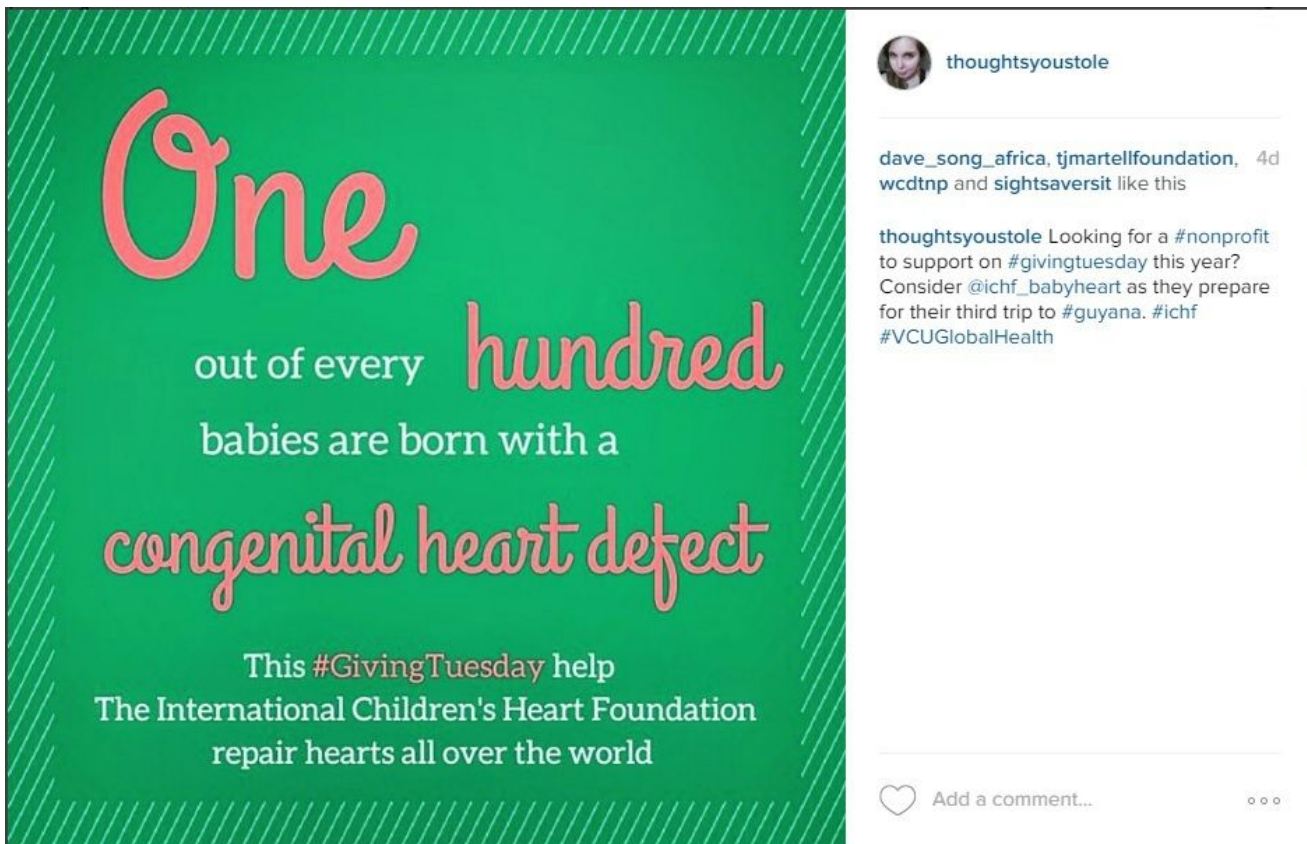 One
out of every hundred
babies are born with a
congenital heart defect
This #GivingTuesday help
The International Children's Heart Foundation
repair hearts all over the world
thoughtsyoustole
dave_song_africa, tjmartellfoundation, 4d
wcdtnp and sightsaversit like this
thoughtsyoustole Looking for a #nonprofit
to support on #givingtuesday this year?
Consider @ichf_babyheart as they prepare
for their third trip to #guyana. #ichf
#VCUGlobalHealth
Add a comment...